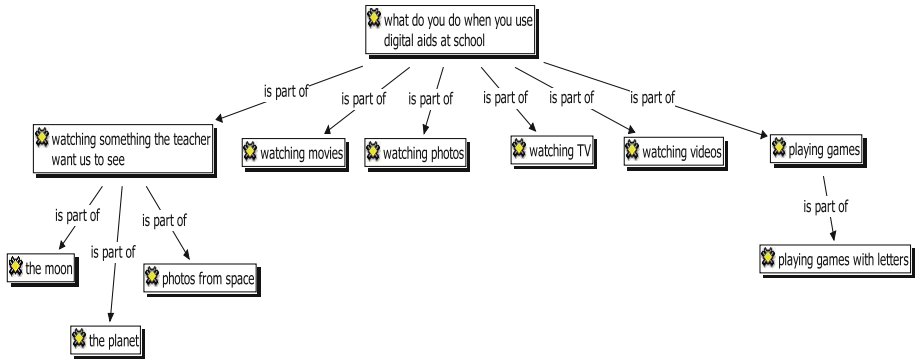 what do you do when you use
digital aids at school
is part of
is part of
is part of
is part of
is part of
is part of
watching something the teacher
want us to see
watching movies
watching photos
watching TV
watching videos
playing games
is part of
is part of
is part of
is part of
the moon
photos from space
playing games with letters
the planet